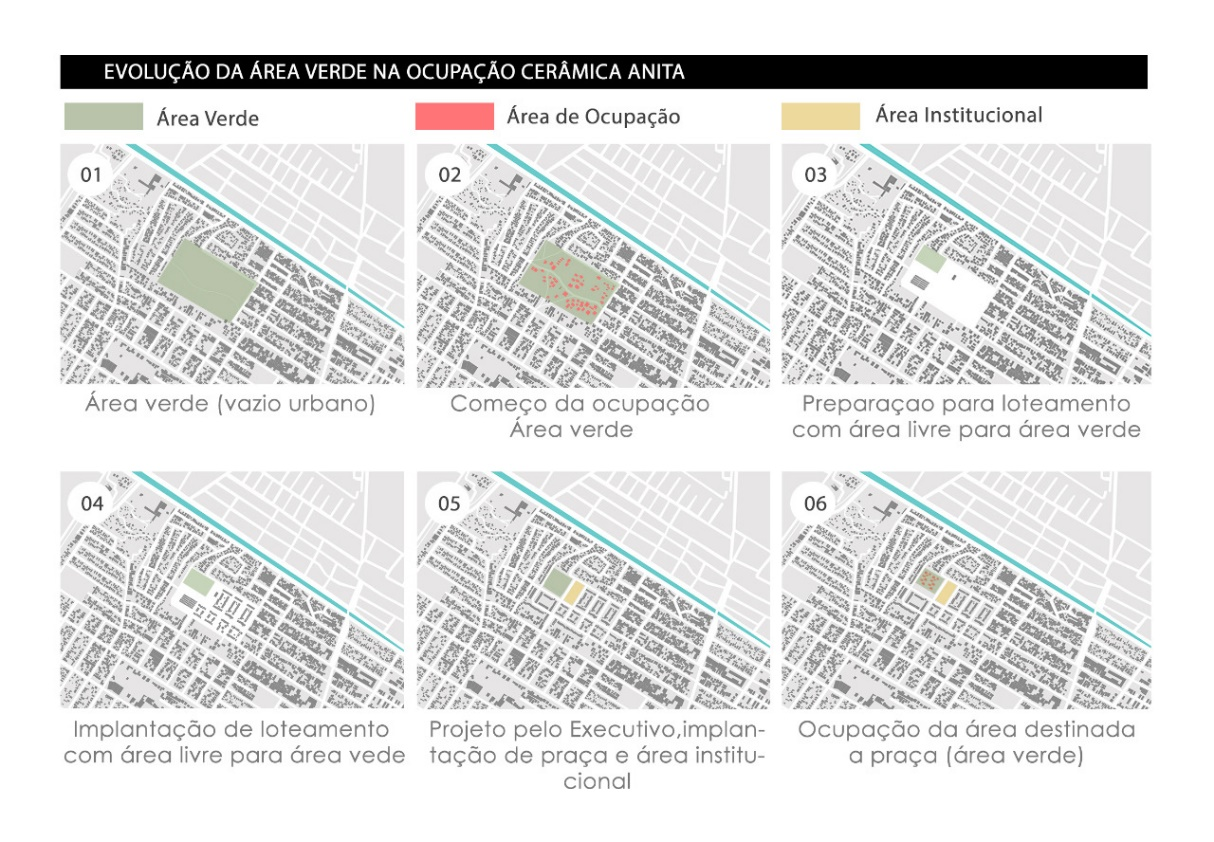 EVOLUÇÃO DA ÁREA VERDE NA OCUPAÇÃO CERÂMICA ANITA
Área Verde
Área de Ocupação
Área Institucional
01
02
03
Área verde (vazio urbano)
Começo da ocupação
Área verde
Preparaçao para loteamento
com área livre para área verde
04
05
06
Implantação de loteamento
com área livre para área vede
Projeto pelo Executivo,implan-
tação de praça e área institu-
cional
Ocupação da área destinada
a praça (área verde)